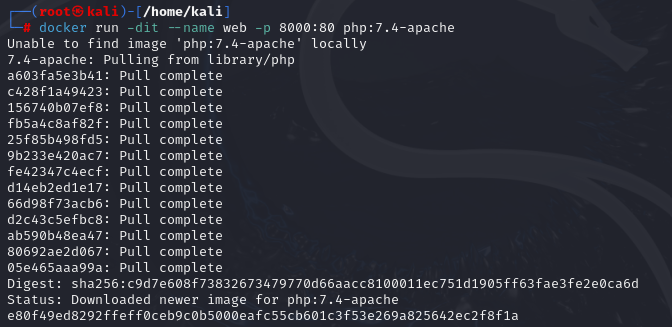 ┌──(root㉿kali)-[/home/kali]
└─# docker run -dit --name web -p 8000:80 php:7.4-apache
Unable to find image 'php:7.4-apache' locally
7.4-apache: Pulling from library/php
a603fa5e3b41: Pull complete
c428f1a49423: Pull complete
156740b07ef8: Pull complete
fb5a4c8af82f: Pull complete
25f85b498fd5: Pull complete
9b233e420ac7: Pull complete
fe42347c4ecf: Pull complete
d14eb2ed1e17: Pull complete
66d98f73acb6: Pull complete
d2c43c5efbc8: Pull complete
ab590b48ea47: Pull complete
80692ae2d067: Pull complete
05e465aaa99a: Pull complete
Digest: sha256:c9d7e608f73832673479770d66aacc8100011ec751d1905ff63fae3fe2e0ca6d
Status: Downloaded newer image for php:7.4-apache
e80f49ed8292ffeff0ceb9c0b5000eafc55cb601c3f53e269a825642ec2f8f1a